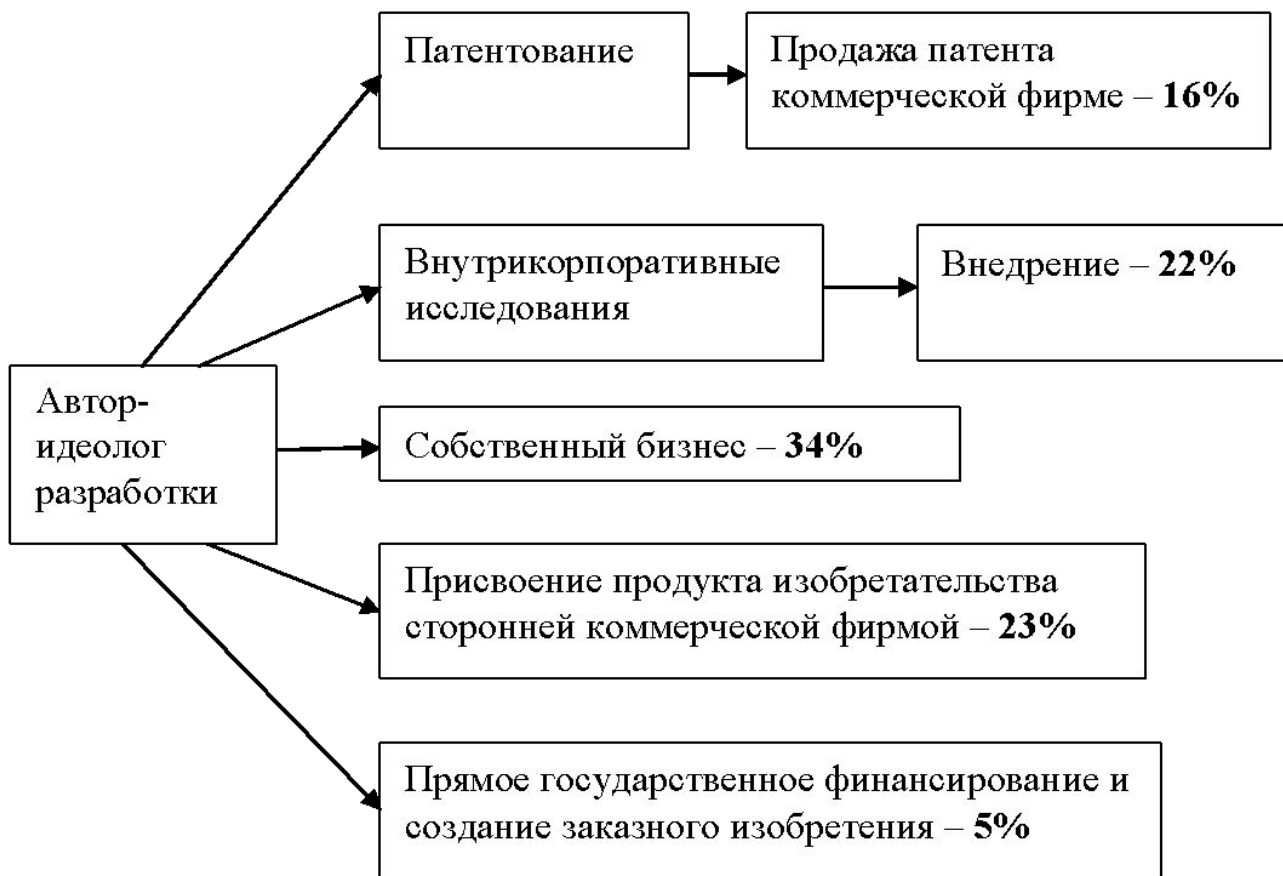 Патентование
Продажа патента
коммерческой фирме – 16%
Внутрикорпоративные
исследования
Внедрение – 22%
Автор-
идеолог
разработки
Собственный бизнес – 34%
Присвоение продукта изобретательства
сторонней коммерческой фирмой – 23%
Прямое государственное финансирование и
создание заказного изобретения – 5%